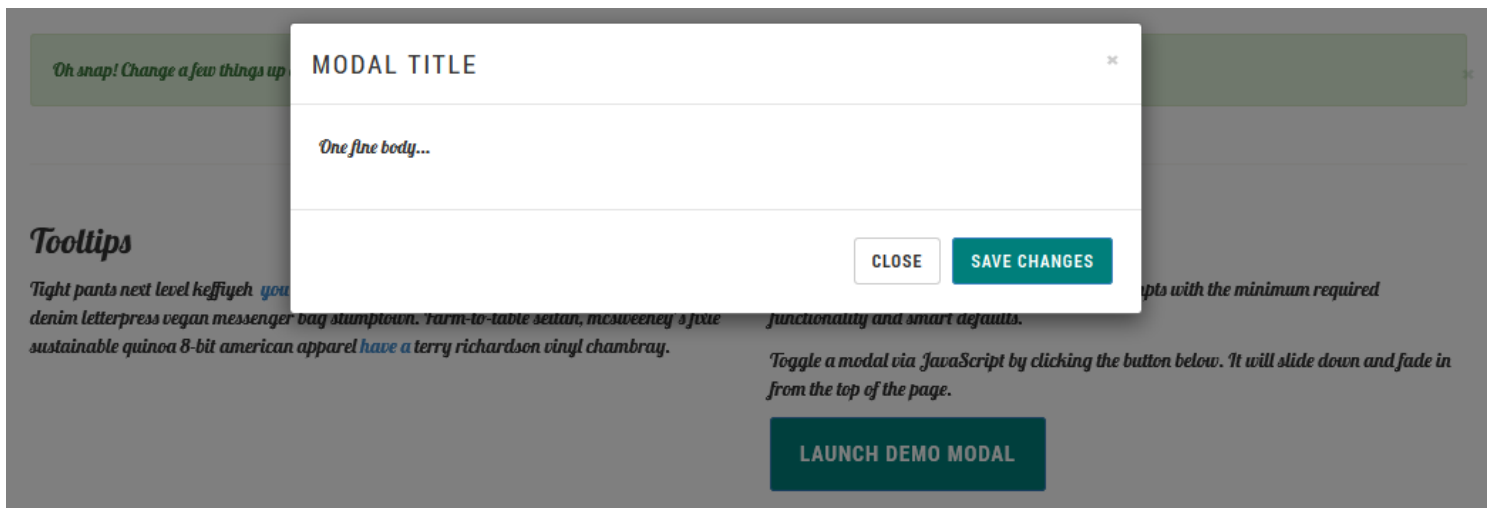 Oh snap! Change a few things up
MODAL TITLE ×
×
One fine body...
CLOSE SAVE CHANGES
Tooltips
Tight pants next level keffiyeh you
denim letterpress vegan messenger bag stumptown. Farm-to-table seitan, mcsweeney's fixie
sustainable quinoa 8-bit american apparel have a terry richardson vinyl chambray.
with the minimum required
functionality and smart defaults.
Toggle a modal via JavaScript by clicking the button below. It will slide down and fade in
from the top of the page.
LAUNCH DEMO MODAL